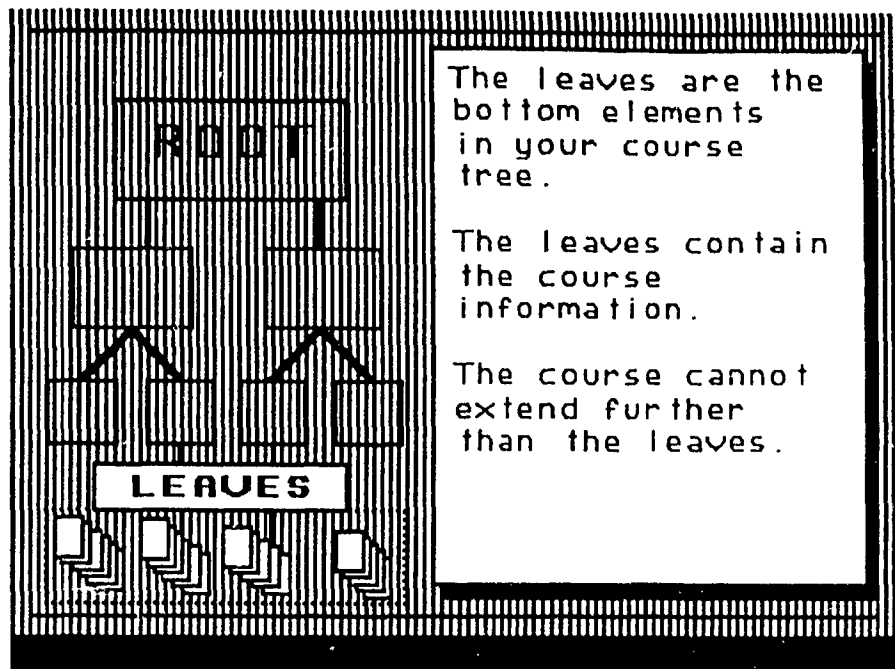 ROOT
LEAVES
The leaves are the
bottom elements
in your course
tree.
The leaves contain
the course
information.
The course cannot
extend further
than the leaves.